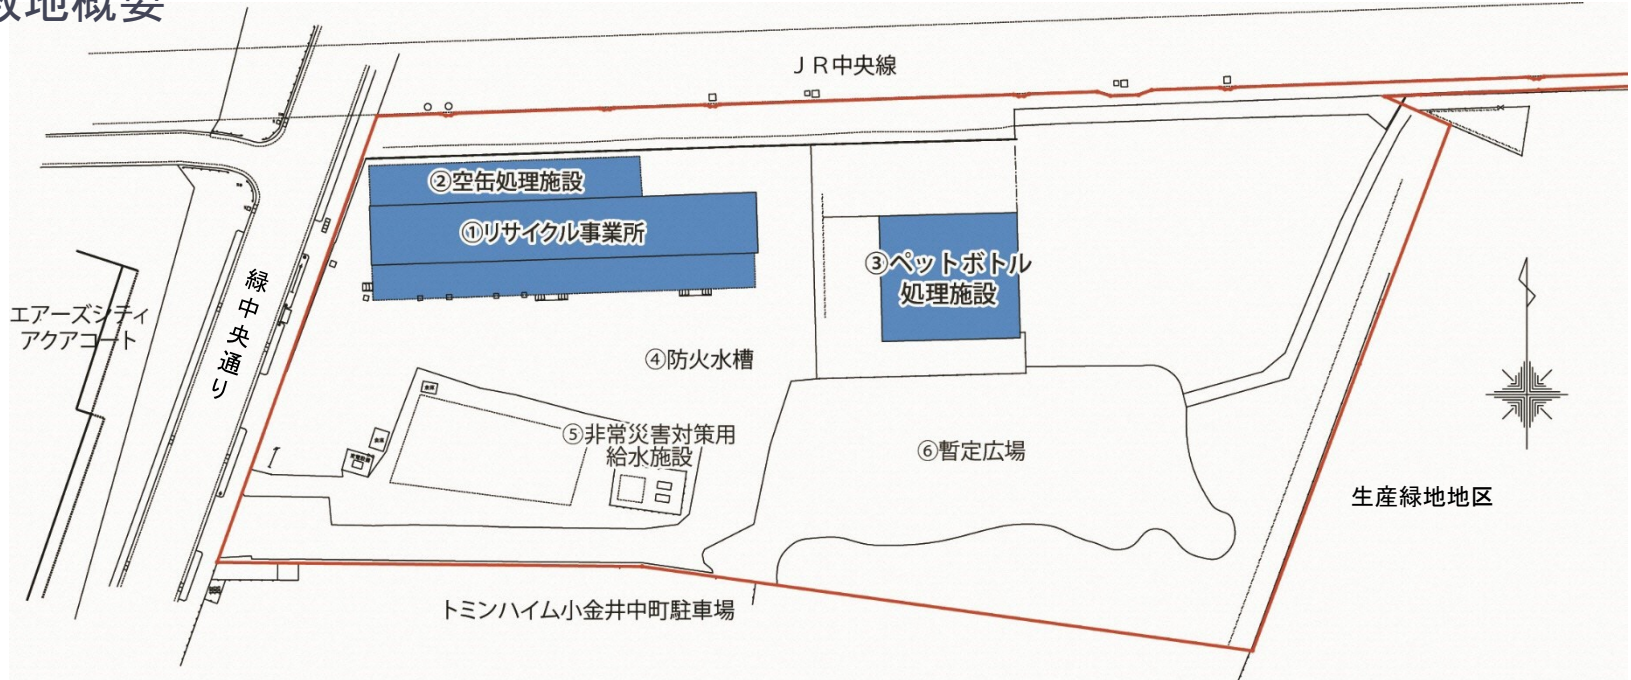 敷地概要
ＪＲ中央線
②空缶処理施設
①リサイクル事業所
③ペットボトル
処理施設
緑中央通り
エアーズシティ
アクアコート
④防火水槽
⑤非常災害対策用
給水施設
⑥暫定広場
生産緑地地区
トミンハイム小金井中町駐車場